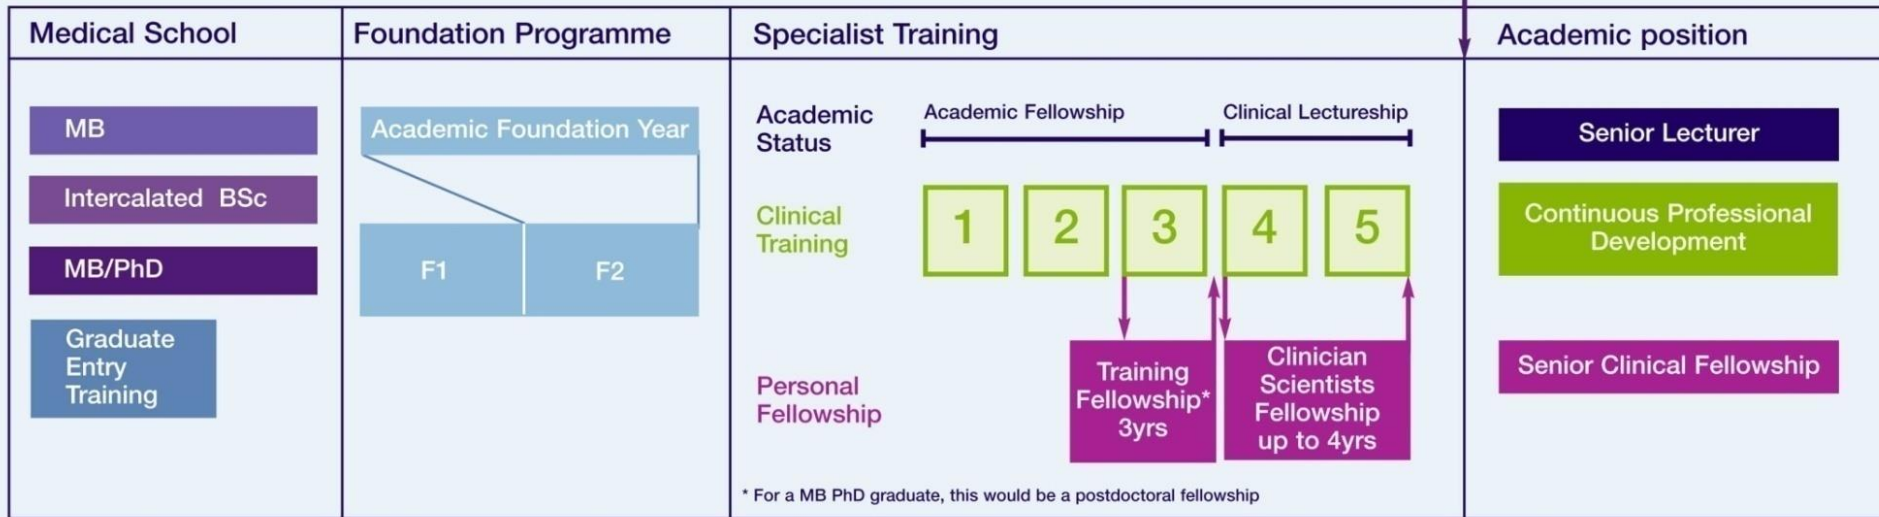 Medical School
MB
Intercalated BSc
MB/PhD
Graduate
Entry
Training
Foundation Programme
Academic Foundation Year
F1
F2
Specialist Training
Academic
Status
Academic Fellowship
Clinical Lectureship
Clinical
Training
1
2
3
4
5
Personal
Fellowship
Training
Fellowship*
3yrs
Clinician
Scientists
Fellowship
up to 4yrs
* For a MB PhD graduate, this would be a postdoctoral fellowship
Academic position
Senior Lecturer
Continuous Professional
Development
Senior Clinical Fellowship